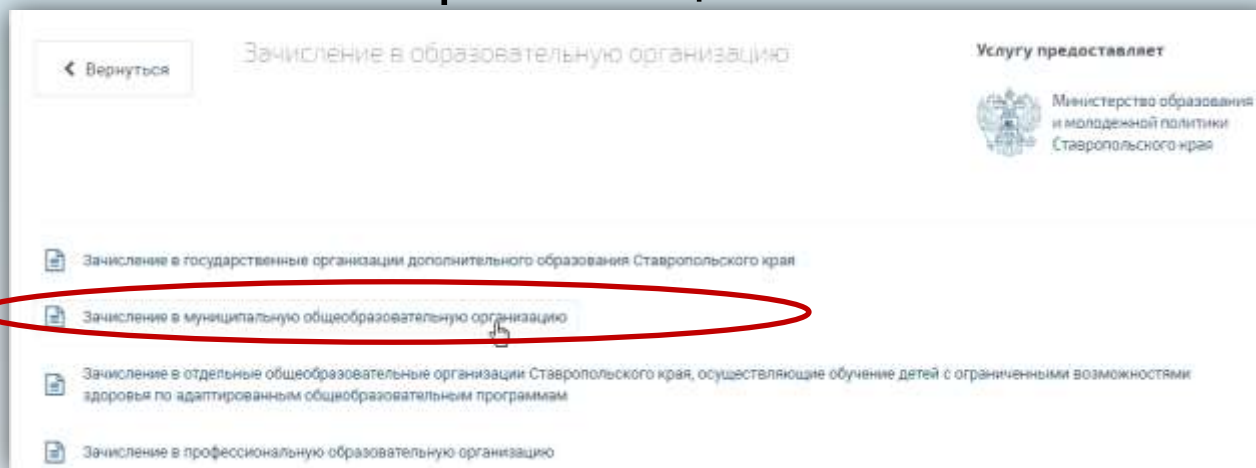 Вернуться
Зачисление в образовательную организацию
Услугу предоставляет
Министерство образования
и молодежной политики
Ставропольского края
Зачисление в государственные организации дополнительного образования Ставропольского края
Зачисление в муниципальную общеобразовательную организацию
Зачисление в отдельные общеобразовательные организации Ставропольского края, осуществляющие обучение детей с ограниченными возможностями
здоровья по адаптированным общеобразовательным программам
Зачисление в профессиональную образовательную организацию